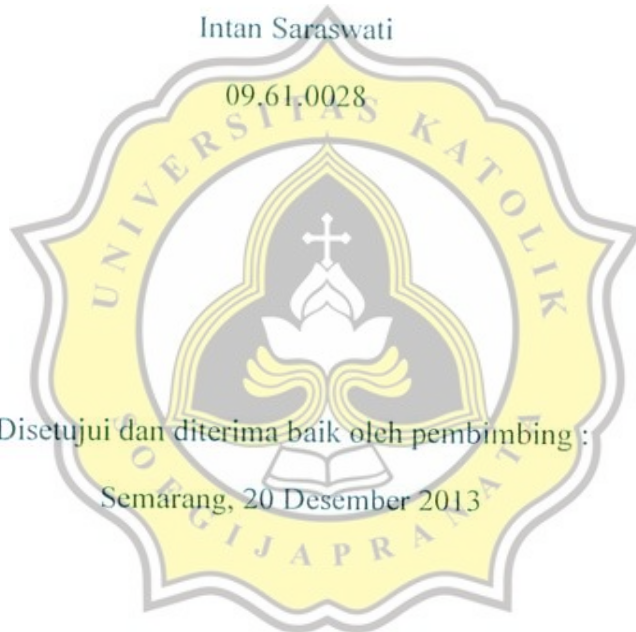 Intan Saraswati
09.61.0028
UNIVERSITAS KATOLIK
SOEGIJAPRANATA
Disetujui dan diterima baik oleh pembimbing :
Semarang, 20 Desember 2013